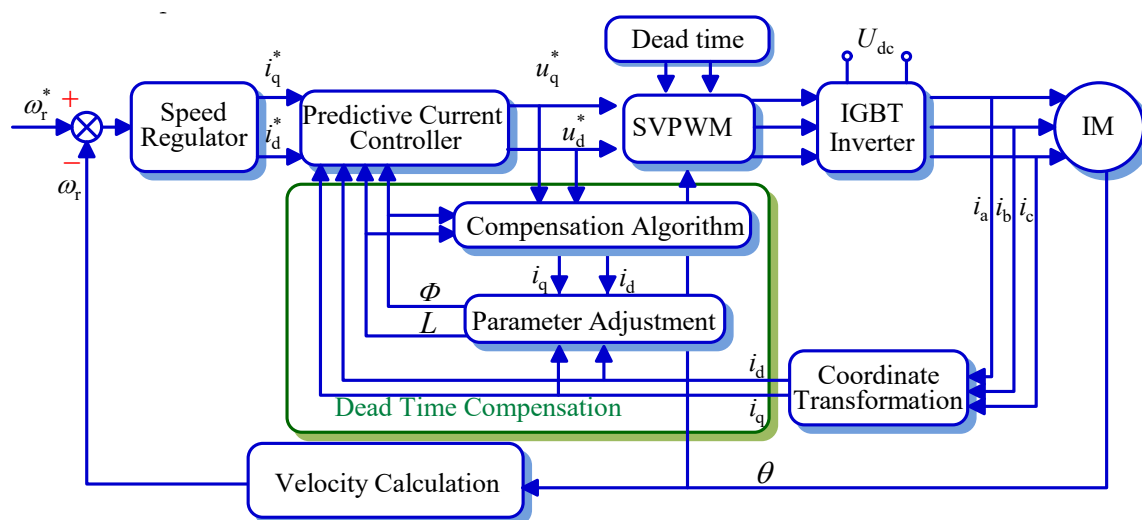 Dead time
U_dc
i_q^*
u_q^*
ω_r^*
+
Speed
Regulator
Predictive Current
Controller
SVPWM
IGBT
Inverter
IM
i_d^*
u_d^*
−
ω_r
i_a
i_b
i_c
Compensation Algorithm
i_q
i_d
Φ
L
Parameter Adjustment
i_d
i_q
Coordinate
Transformation
Dead Time Compensation
Velocity Calculation
θ